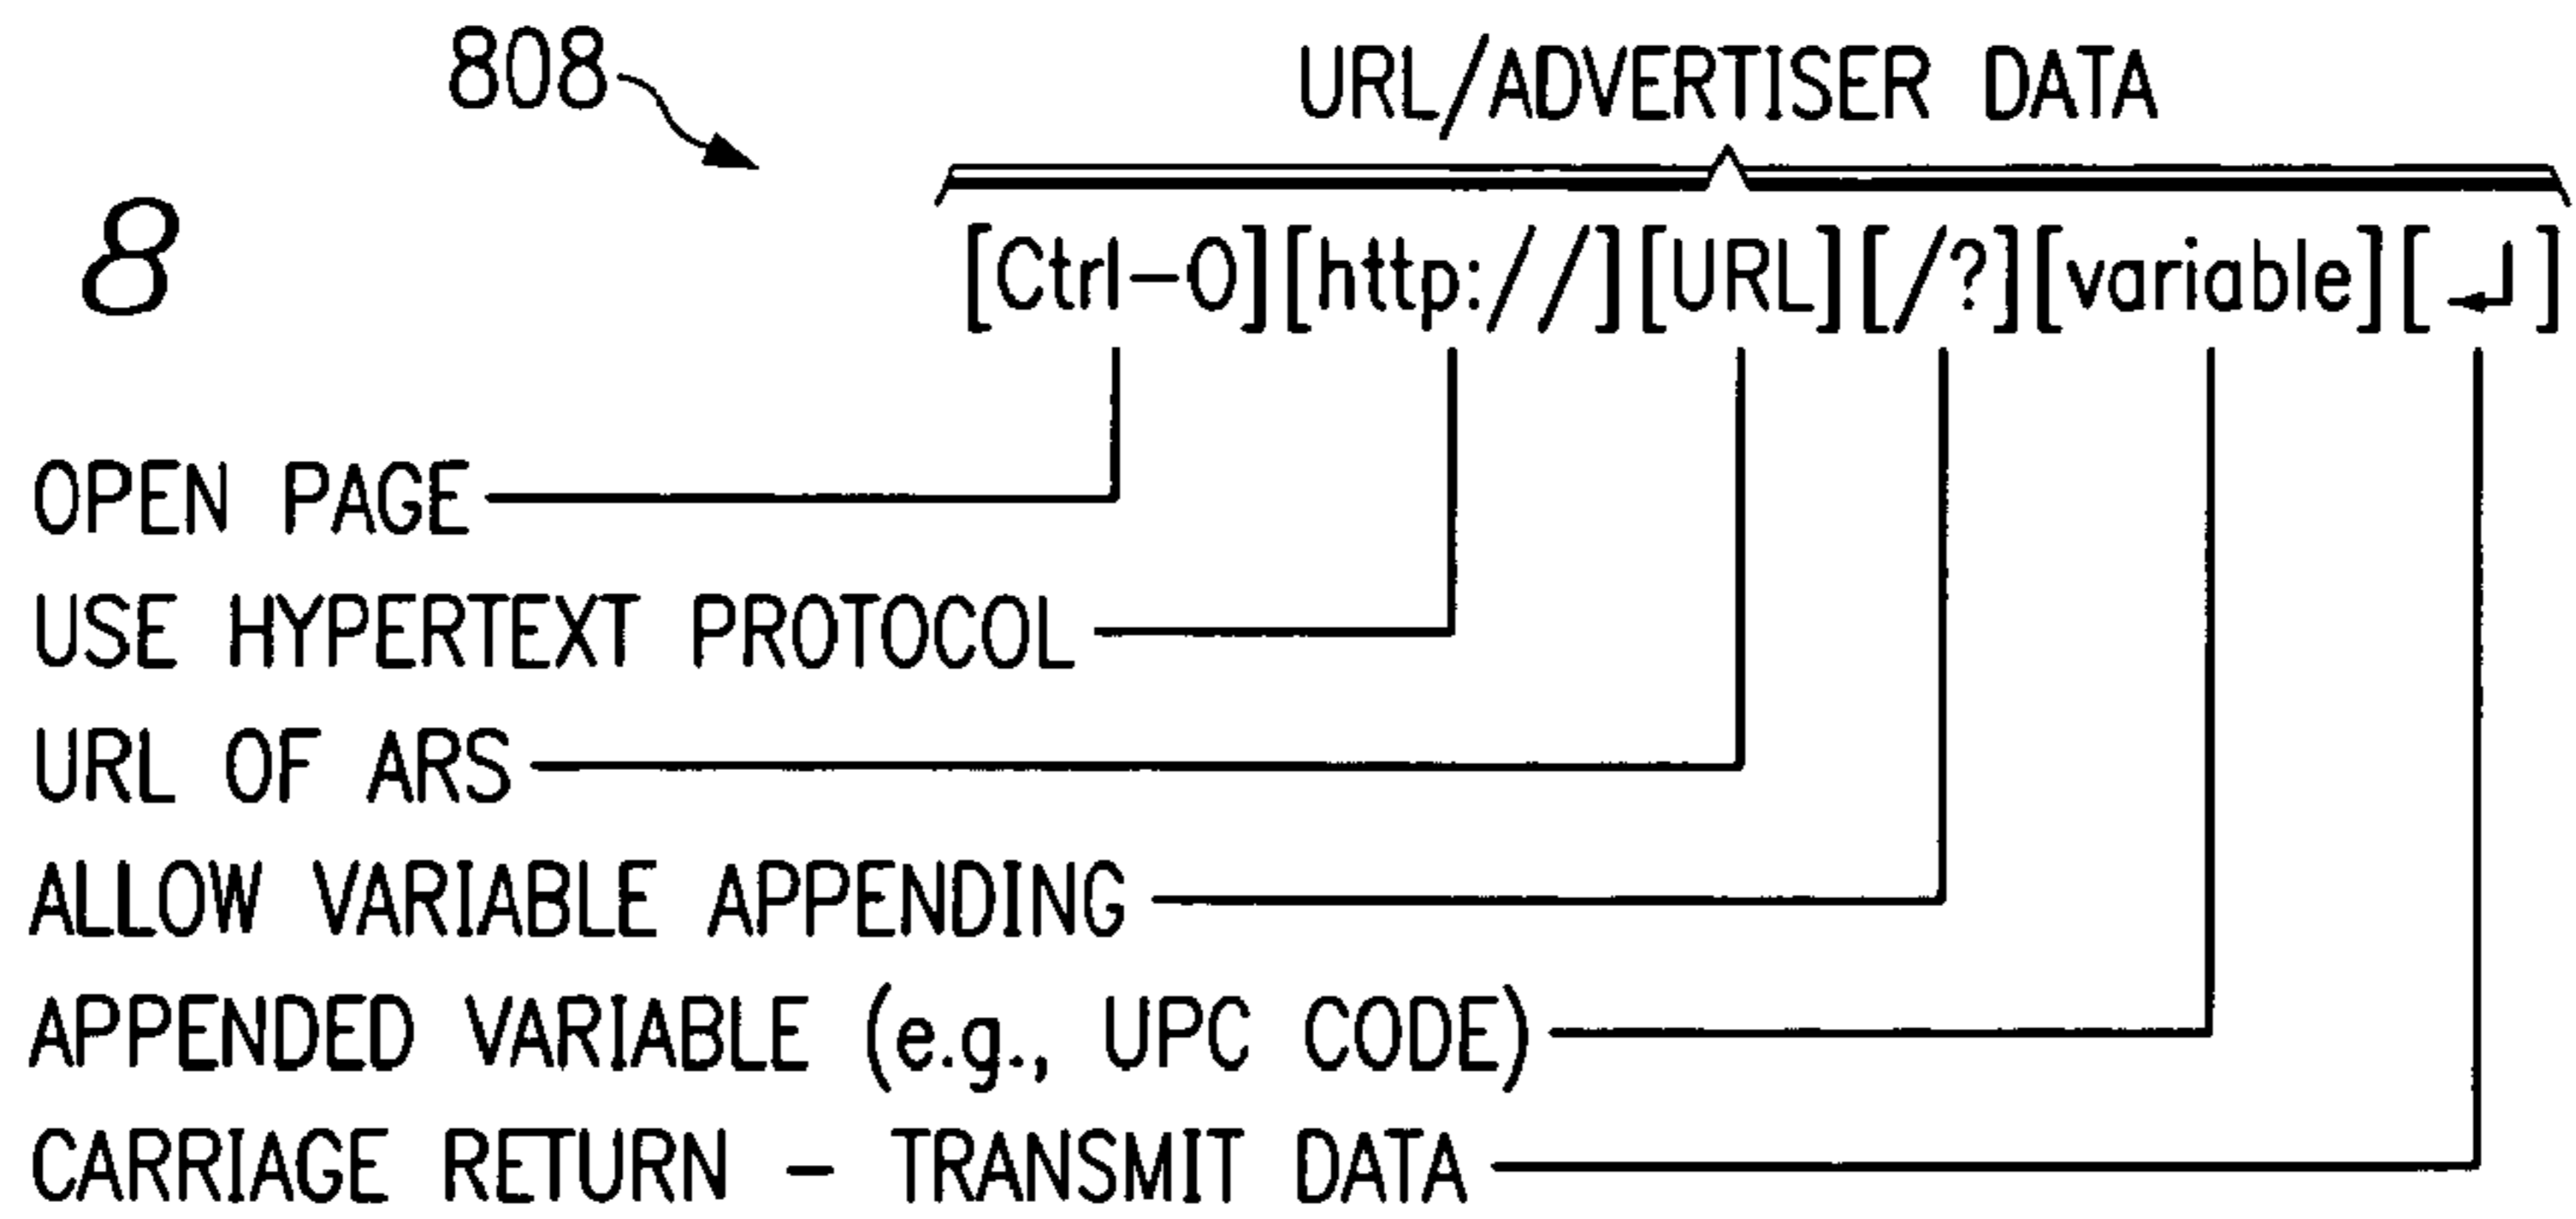 808
URL/ADVERTISER DATA
8
[Ctrl-O][http://][URL][/?][variable][↵]
OPEN PAGE
USE HYPERTEXT PROTOCOL
URL OF ARS
ALLOW VARIABLE APPENDING
APPENDED VARIABLE (e.g., UPC CODE)
CARRIAGE RETURN - TRANSMIT DATA